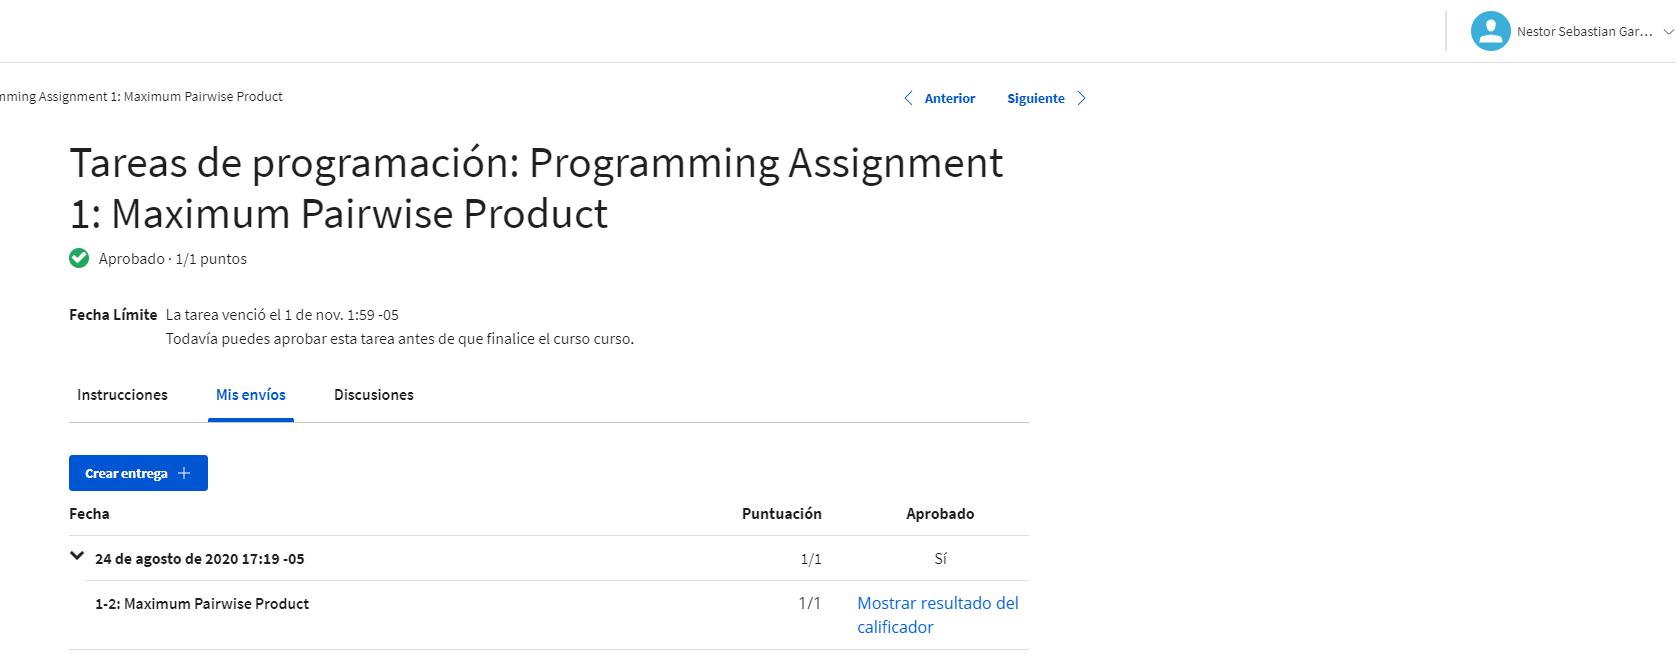 Nestor Sebastian Gar...
mming Assignment 1: Maximum Pairwise Product
Anterior
Siguiente
Tareas de programación: Programming Assignment
1: Maximum Pairwise Product
Aprobado · 1/1 puntos
Fecha Límite La tarea venció el 1 de nov. 1:59 -05
Todavía puedes aprobar esta tarea antes de que finalice el curso curso.
Instrucciones Mis envíos Discusiones
Crear entrega +
Fecha Puntuación Aprobado
24 de agosto de 2020 17:19 -05 1/1 Sí
1-2: Maximum Pairwise Product 1/1 Mostrar resultado del
calificador